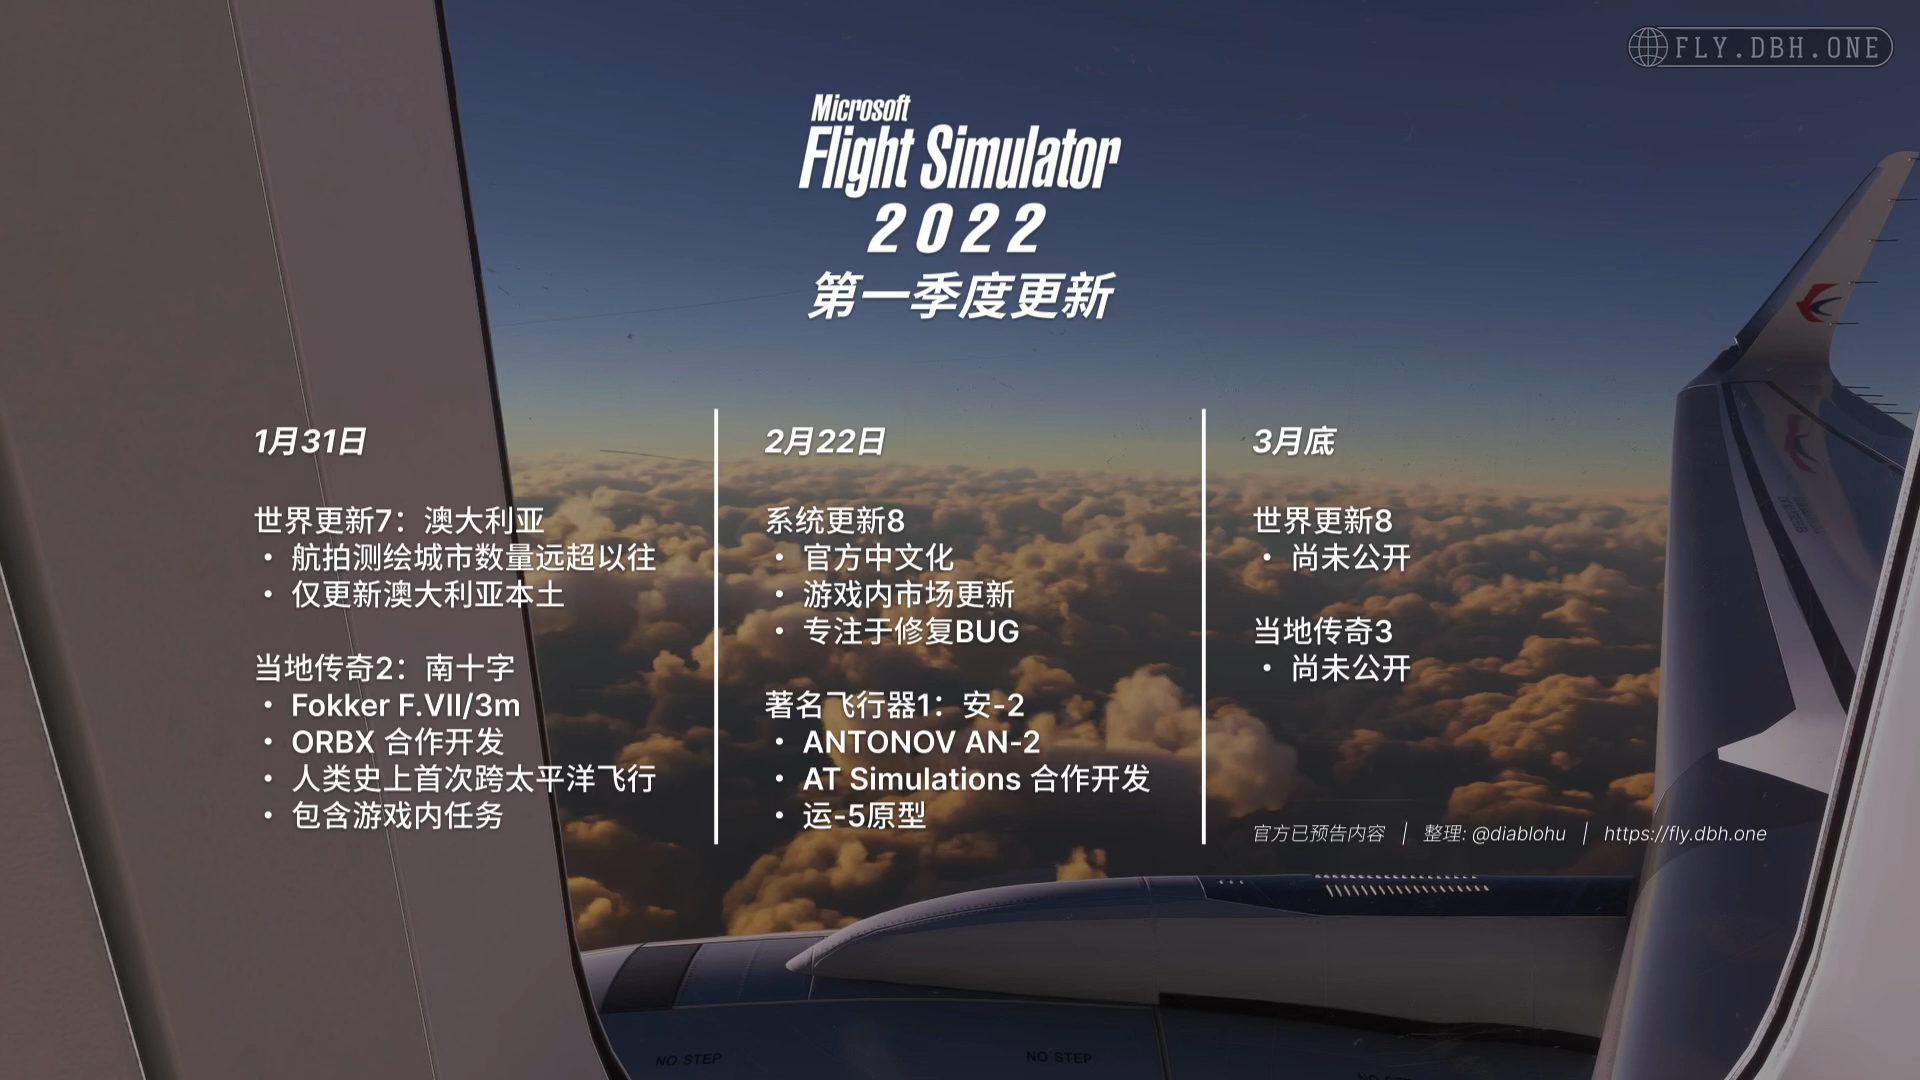 FLY.DBH.ONE
Microsoft
Flight Simulator
2022
第一季度更新
1月31日
世界更新7：澳大利亚
• 航拍测绘城市数量远超以往
• 仅更新澳大利亚本土
当地传奇2：南十字
• Fokker F.VII/3m
• ORBX 合作开发
• 人类史上首次跨太平洋飞行
• 包含游戏内任务
2月22日
系统更新8
• 官方中文化
• 游戏内市场更新
• 专注于修复BUG
著名飞行器1：安-2
• ANTONOV AN-2
• AT Simulations 合作开发
• 运-5原型
3月底
世界更新8
• 尚未公开
当地传奇3
• 尚未公开
官方已预告内容 | 整理: @diablohu | https://fly.dbh.one
NO STEP
NO STEP